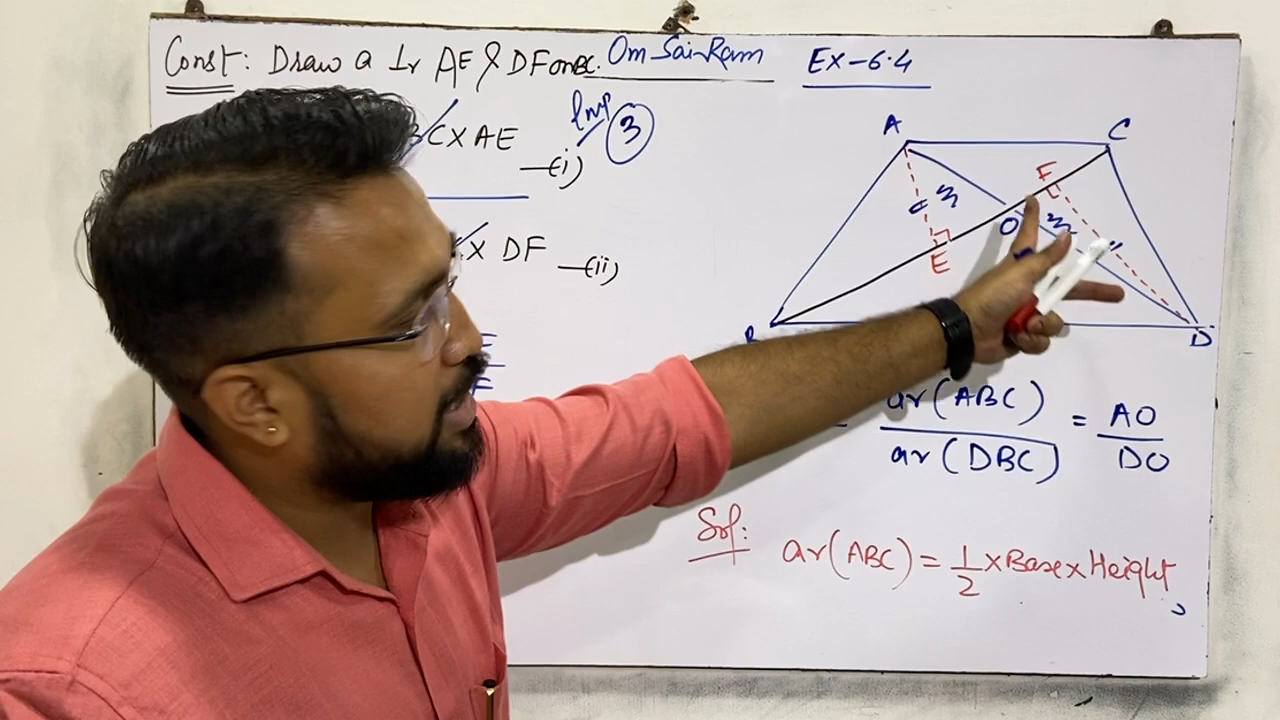 Const: Draw a ⊥r AE & DF on BC. Om Sai Ram Ex-6.4
Imp 3
CX AE —(i)
X DF —(ii)
E
F
A
C
F
O
E
D
ar(ABC) = AO
ar(DBC) DO
Sol:
ar(ABC) = 1/2 x Base x Height,